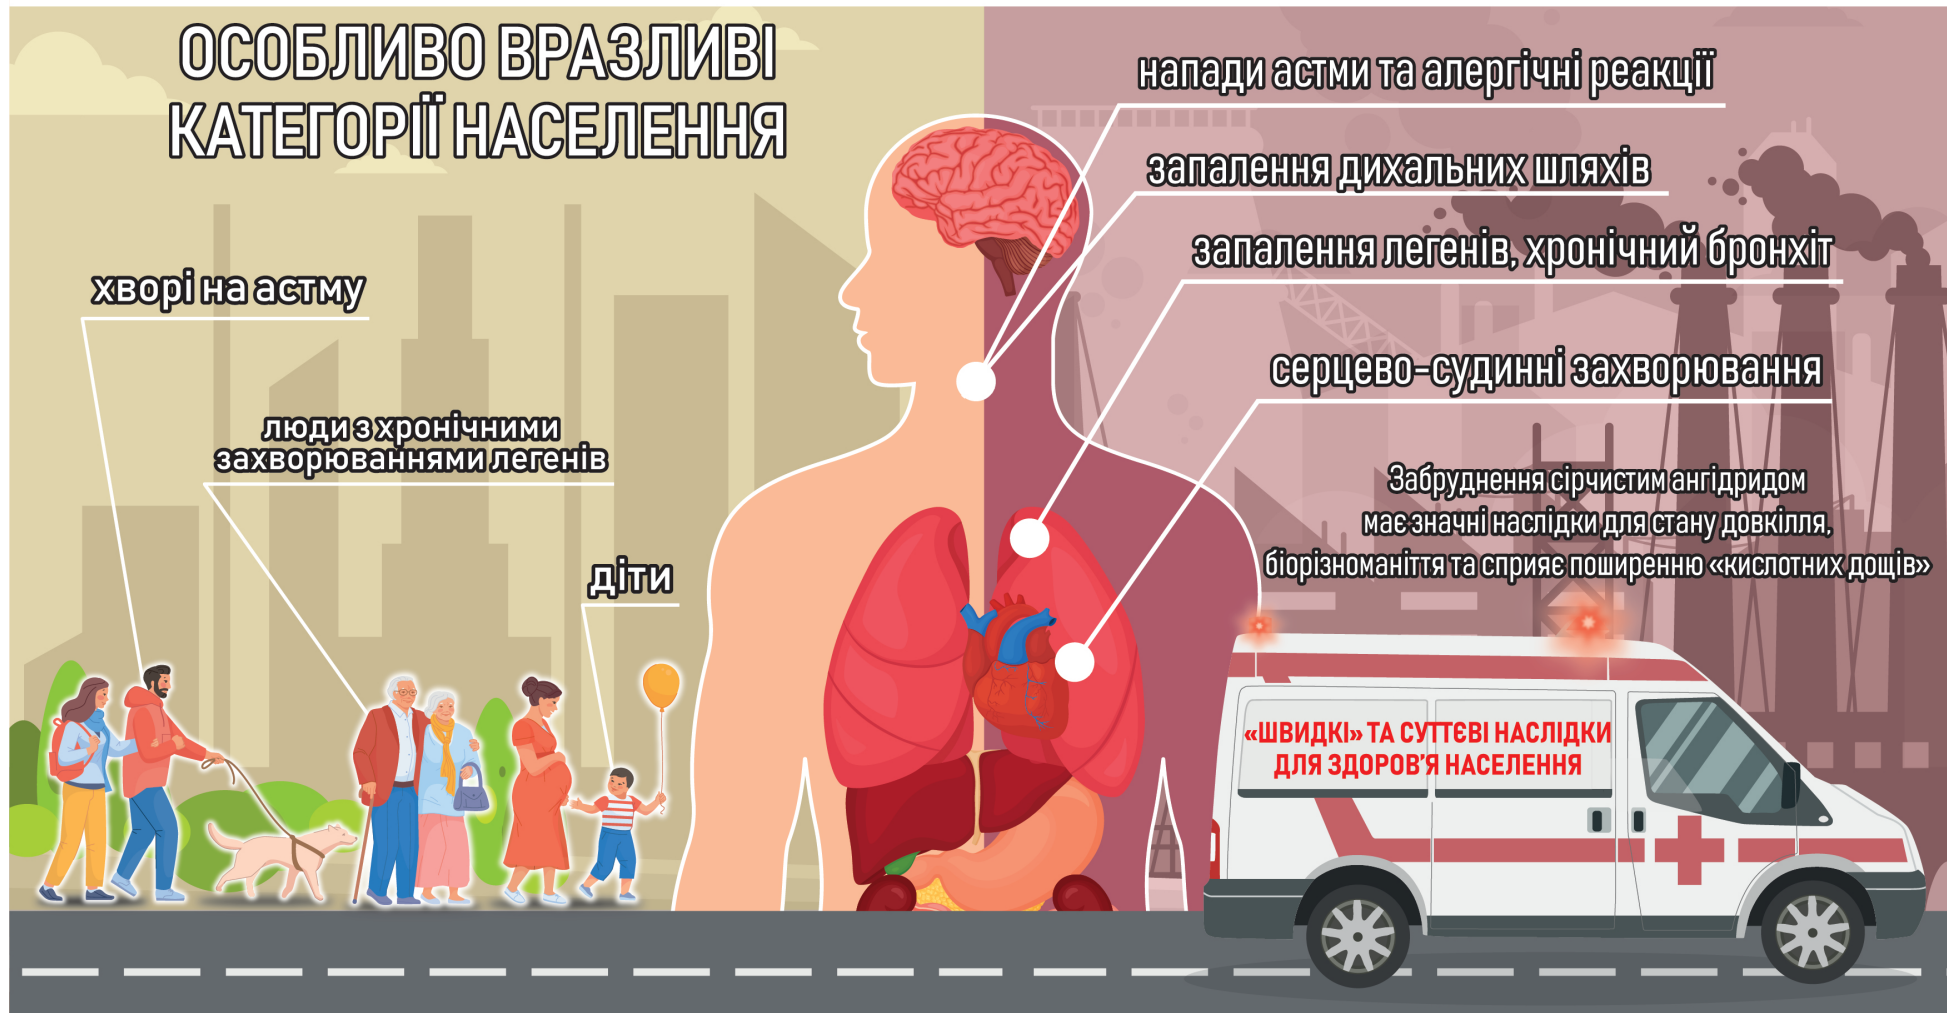 ОСОБЛИВО ВРАЗЛИВІ
КАТЕГОРІЇ НАСЕЛЕННЯ
хворі на астму
люди з хронічними
захворюваннями легенів
діти
напади астми та алергічні реакції
запалення дихальних шляхів
запалення легенів, хронічний бронхіт
серцево-судинні захворювання
Забруднення сірчистим ангідридом
має значні наслідки для стану довкілля,
біорізноманіття та сприяє поширенню «кислотних дощів»
«ШВИДКІ» ТА СУТТЄВІ НАСЛІДКИ
ДЛЯ ЗДОРОВ'Я НАСЕЛЕННЯ